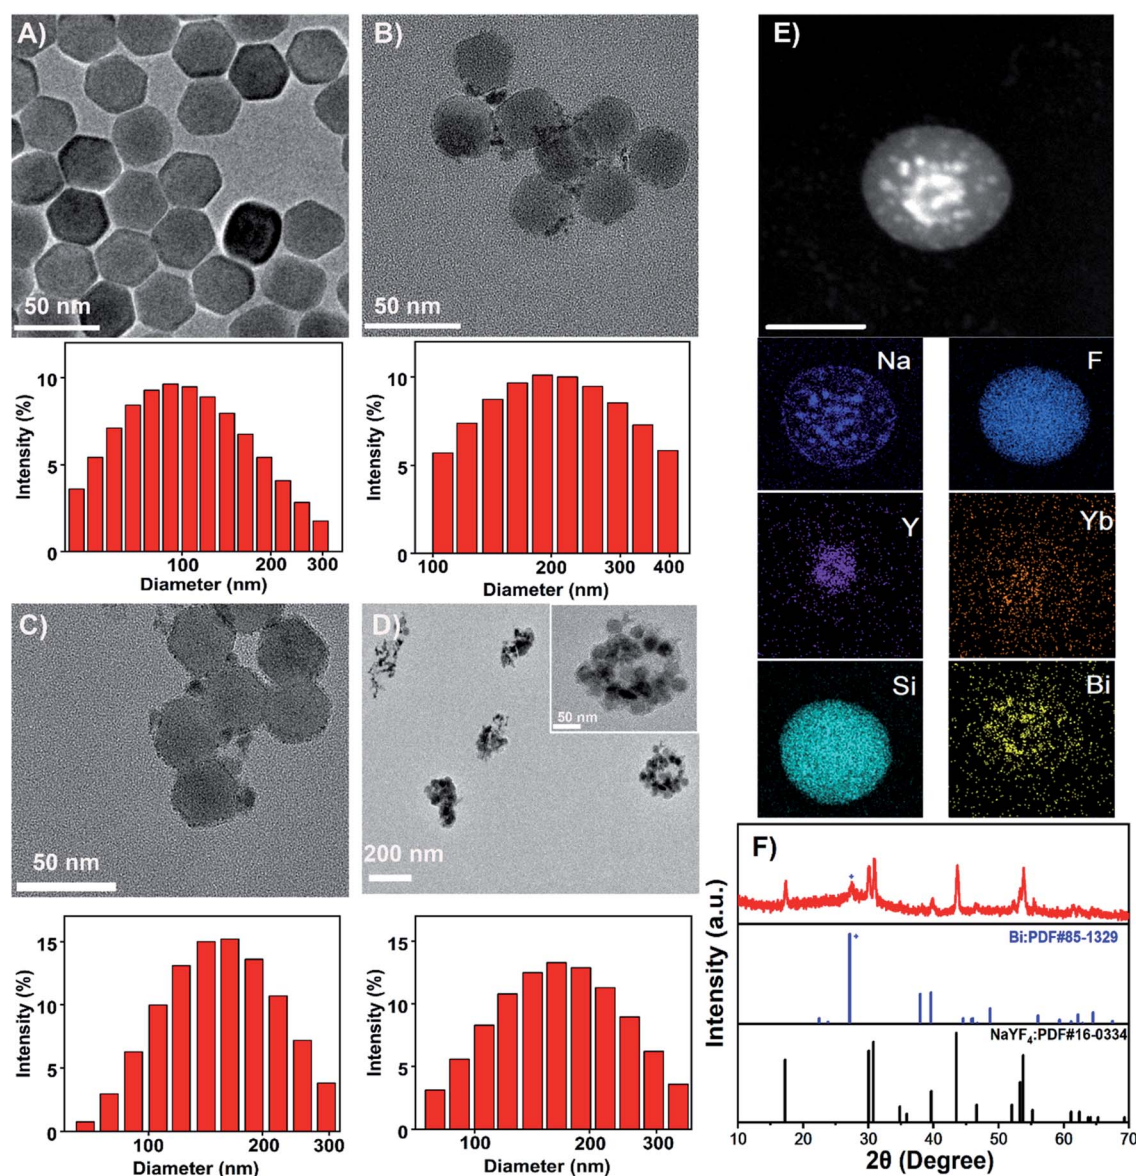 A)
50 nm
10
5
0
Intensity (%)
100
200
300
Diameter (nm)
B)
50 nm
10
5
0
Intensity (%)
100
200
300
400
Diameter (nm)
C)
50 nm
15
10
5
0
Intensity (%)
100
200
300
Diameter (nm)
D)
50 nm
200 nm
15
10
5
0
Intensity (%)
100
200
300
Diameter (nm)
E)
Na
F
Y
Yb
Si
Bi
F)
Intensity (a.u.)
+
Bi:PDF#85-1329
+
NaYF4:PDF#16-0334
10
20
30
40
50
60
70
2θ (Degree)